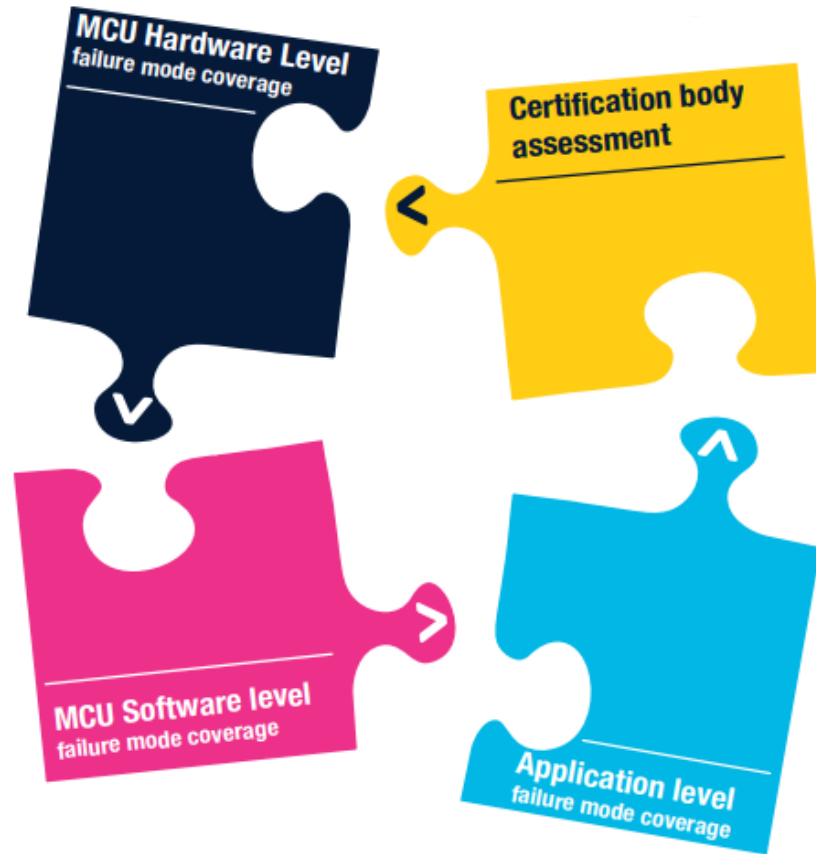 MCU Hardware Level
failure mode coverage
Certification body
assessment
MCU Software level
failure mode coverage
Application level
failure mode coverage